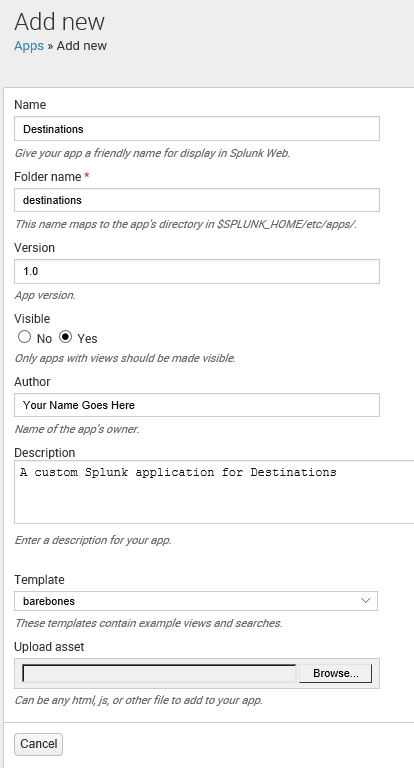 Add new
Apps » Add new
Name
Destinations
Give your app a friendly name for display in Splunk Web.
Folder name *
destinations
This name maps to the app's directory in $SPLUNK_HOME/etc/apps/.
Version
1.0
App version.
Visible
No Yes
Only apps with views should be made visible.
Author
Your Name Goes Here
Name of the app's owner.
Description
A custom Splunk application for Destinations
Enter a description for your app.
Template
barebones
These templates contain example views and searches.
Upload asset
Browse...
Can be any html, js, or other file to add to your app.
Cancel